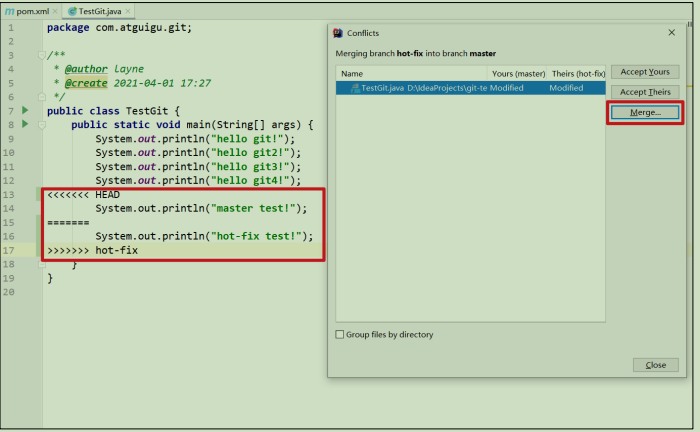 pom.xml
TestGit.java
1 package com.atguigu.git;
2
3 /**
4 * @author Layne
5 * @create 2021-04-01 17:27
6 */
7 public class TestGit {
8 public static void main(String[] args) {
9 System.out.println("hello git!");
10 System.out.println("hello git2!");
11 System.out.println("hello git3!");
12 System.out.println("hello git4!");
13 <<<<<<< HEAD
14 System.out.println("master test!");
15 =======
16 System.out.println("hot-fix test!");
17 >>>>>>> hot-fix
18 }
19 }
20
Conflicts
Merging branch hot-fix into branch master
Name Yours (master) Theirs (hot-fix)
TestGit.java D:\IdeaProjects\git-te Modified Modified
Accept Yours
Accept Theirs
Merge...
Group files by directory
Close